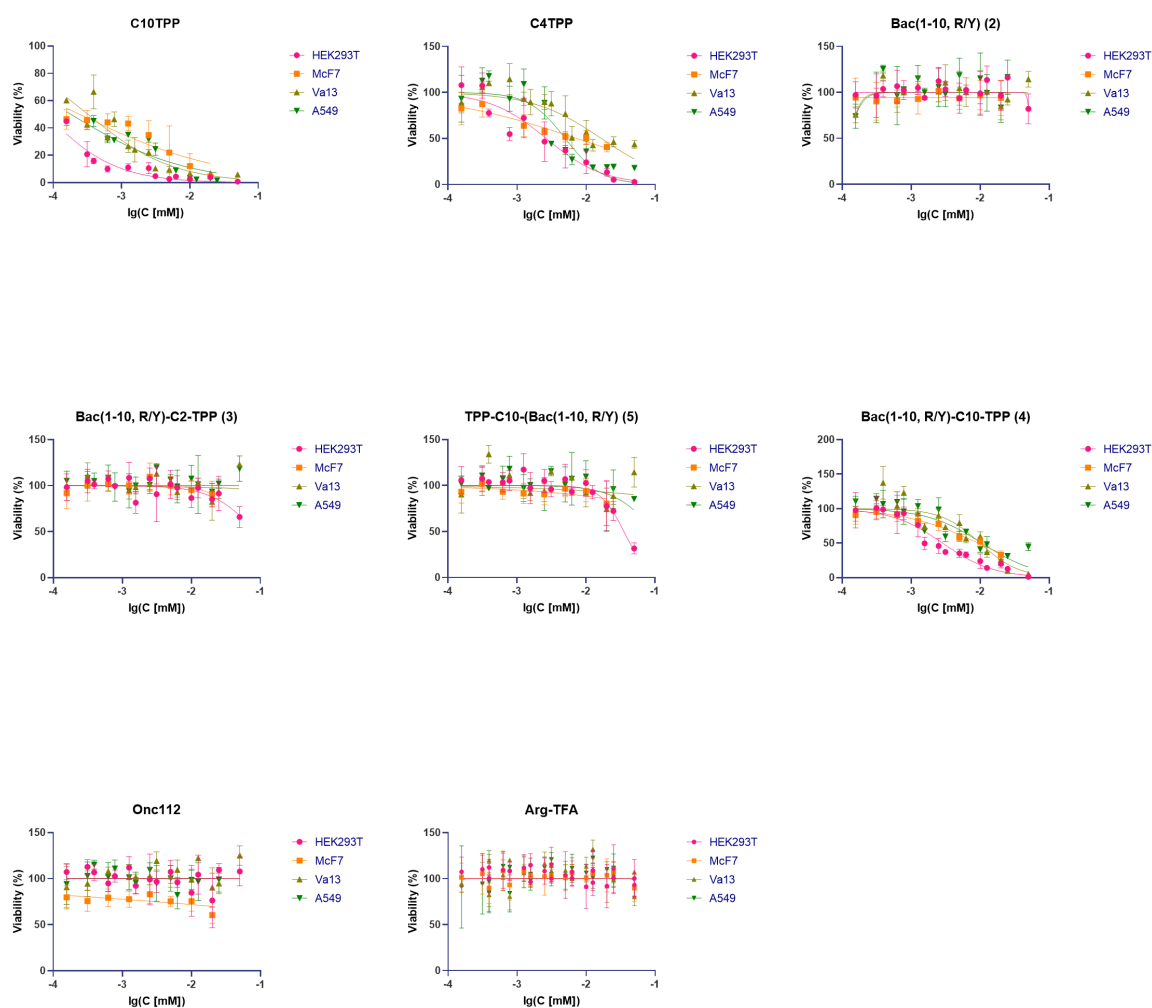 C10TPP
100
80
60
40
20
0
Viability (%)
-4
-3
-2
-1
lg(C [mM])
HEK293T
McF7
Va13
A549
C4TPP
150
100
50
0
Viability (%)
-4
-3
-2
-1
lg(C [mM])
HEK293T
McF7
Va13
A549
Bac(1-10, R/Y) (2)
150
100
50
0
Viability (%)
-4
-3
-2
-1
lg(C [mM])
HEK293T
McF7
Va13
A549
Bac(1-10, R/Y)-C2-TPP (3)
150
100
50
0
Viability (%)
-4
-3
-2
-1
lg(C [mM])
HEK293T
McF7
Va13
A549
TPP-C10-(Bac(1-10, R/Y) (5)
150
100
50
0
Viability (%)
-4
-3
-2
-1
lg(C [mM])
HEK293T
McF7
Va13
A549
Bac(1-10, R/Y)-C10-TPP (4)
200
150
100
50
0
Viability (%)
-4
-3
-2
-1
lg(C [mM])
HEK293T
McF7
Va13
A549
Onc112
150
100
50
0
Viability (%)
-4
-3
-2
-1
lg(C [mM])
HEK293T
McF7
Va13
A549
Arg-TFA
150
100
50
0
Viability (%)
-4
-3
-2
-1
lg(C [mM])
HEK293T
McF7
Va13
A549